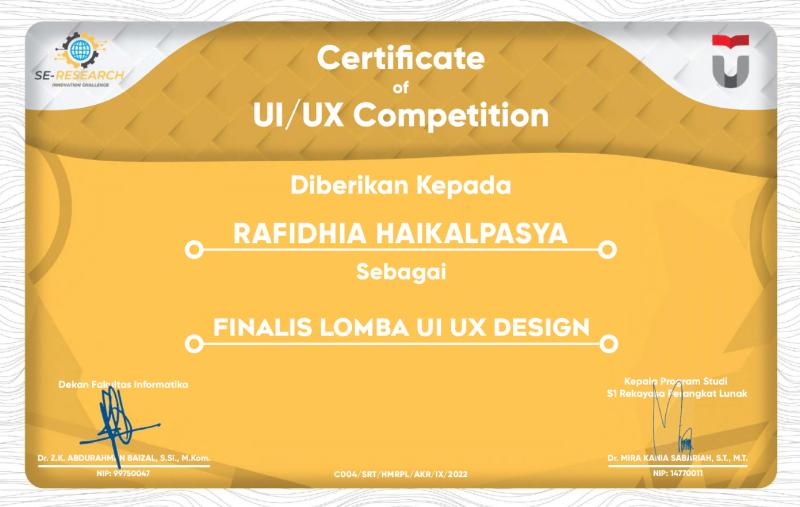 SE-RESEARCH
INNOVATION CHALLENGE
Certificate
of
UI/UX Competition
Diberikan Kepada
RAFIDHIA HAIKALPASYA
Sebagai
FINALIS LOMBA UI UX DESIGN
Dekan Fakultas Informatika
Dr. Z.K. ABDURAHMAN BAIZAL, S.Si., M.Kom.
NIP: 99750047
C004/SRT/HMRPL/AKR/IX/2022
Kepala Program Studi
S1 Rekayasa Perangkat Lunak
Dr. MIRA KANIA SABARIAH, S.T., M.T.
NIP: 14770011